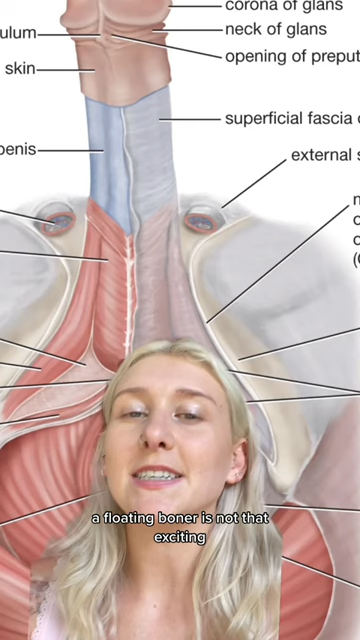 corona of glans
neck of glans
ulum
opening of preput
skin
superficial fascia o
penis
external s
a floating boner is not that
exciting